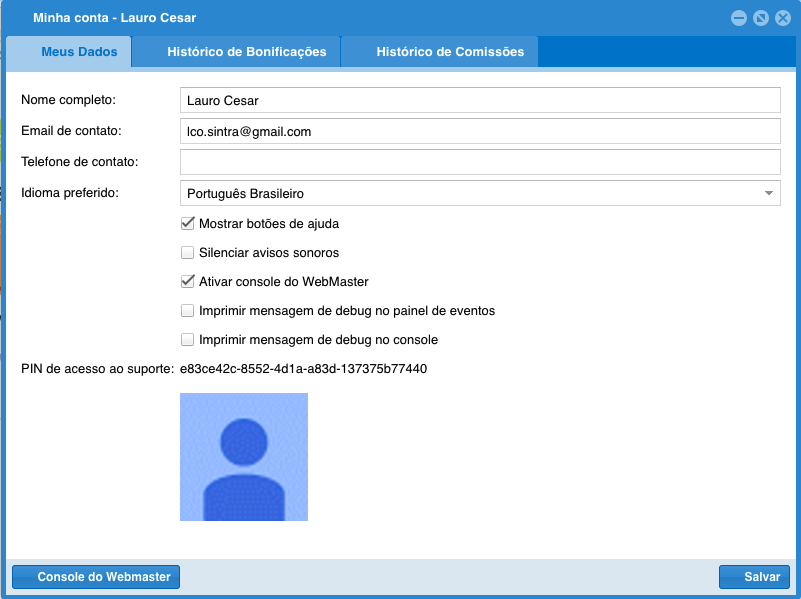 Minha conta - Lauro Cesar
Meus Dados Histórico de Bonificações Histórico de Comissões
Nome completo: Lauro Cesar
Email de contato: lco.sintra@gmail.com
Telefone de contato:
Idioma preferido: Português Brasileiro
Mostrar botões de ajuda
Silenciar avisos sonoros
Ativar console do WebMaster
Imprimir mensagem de debug no painel de eventos
Imprimir mensagem de debug no console
PIN de acesso ao suporte: e83ce42c-8552-4d1a-a83d-137375b77440
Console do Webmaster Salvar